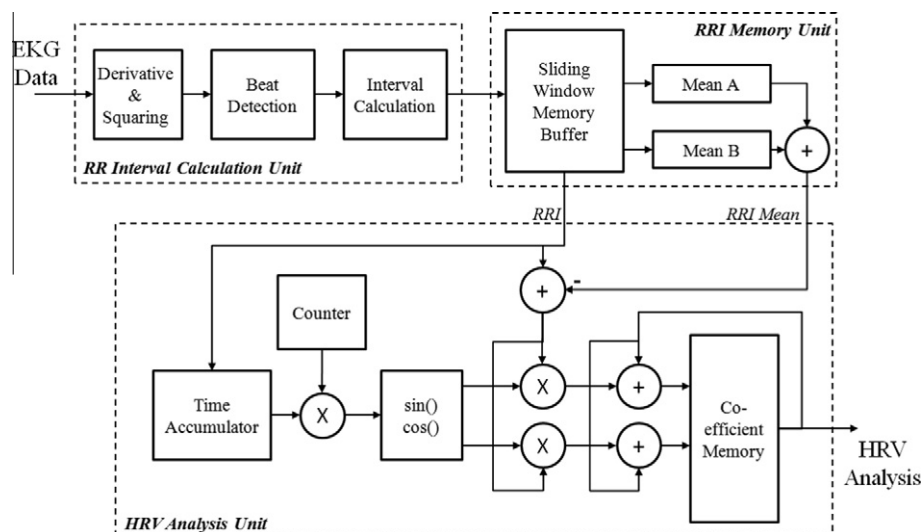 EKG
Data
Derivative
&
Squaring
Beat
Detection
Interval
Calculation
RR Interval Calculation Unit
RRI Memory Unit
Sliding
Window
Memory
Buffer
Mean A
Mean B
+
RRI
RRI Mean
+
-
Counter
Time
Accumulator
X
sin()
cos()
X
X
+
+
Co-
efficient
Memory
HRV
Analysis
HRV Analysis Unit